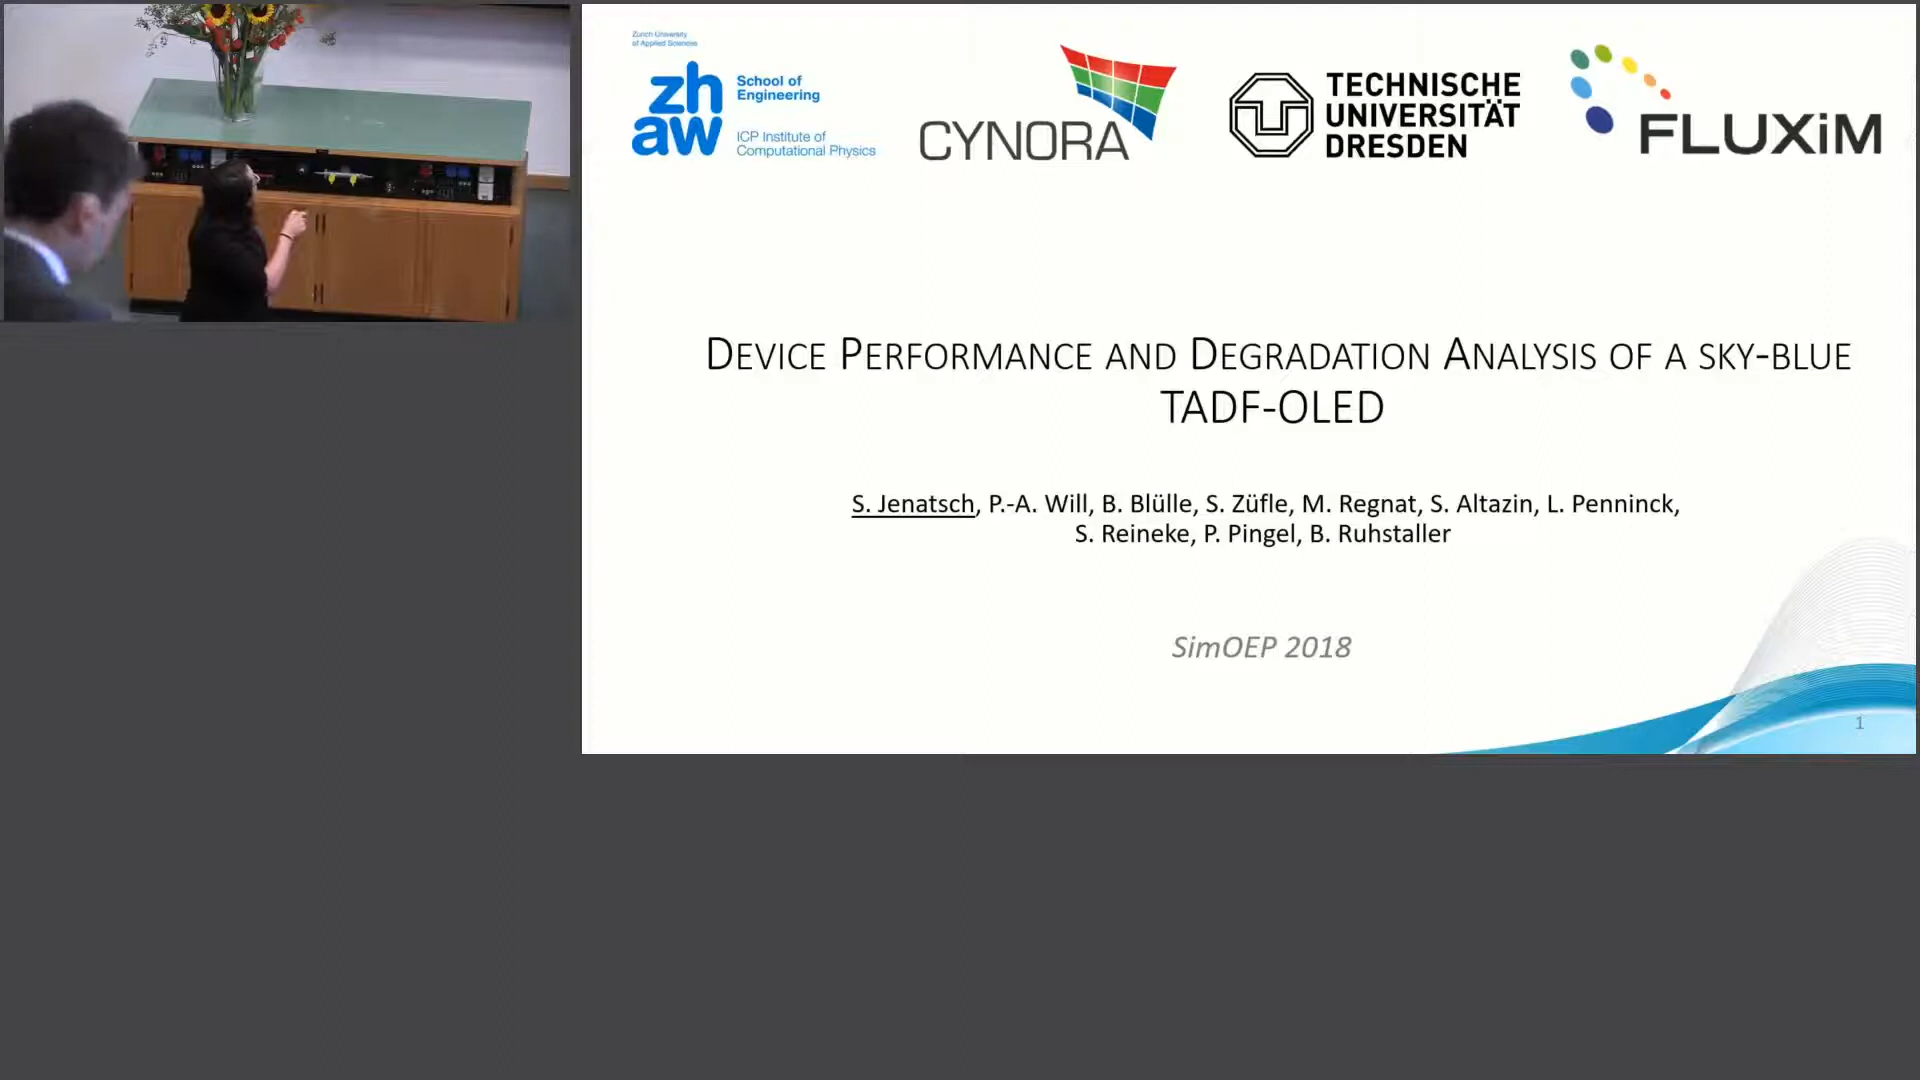 Zurich University
of Applied Sciences
zh
aw
School of
Engineering
ICP Institute of
Computational Physics
CYNORA
TECHNISCHE
UNIVERSITÄT
DRESDEN
FLUXiM
DEVICE PERFORMANCE AND DEGRADATION ANALYSIS OF A SKY-BLUE
TADF-OLED
S. Jenatsch, P.-A. Will, B. Blülle, S. Züfle, M. Regnat, S. Altazin, L. Penninck,
S. Reineke, P. Pingel, B. Ruhstaller
SimOEP 2018
1